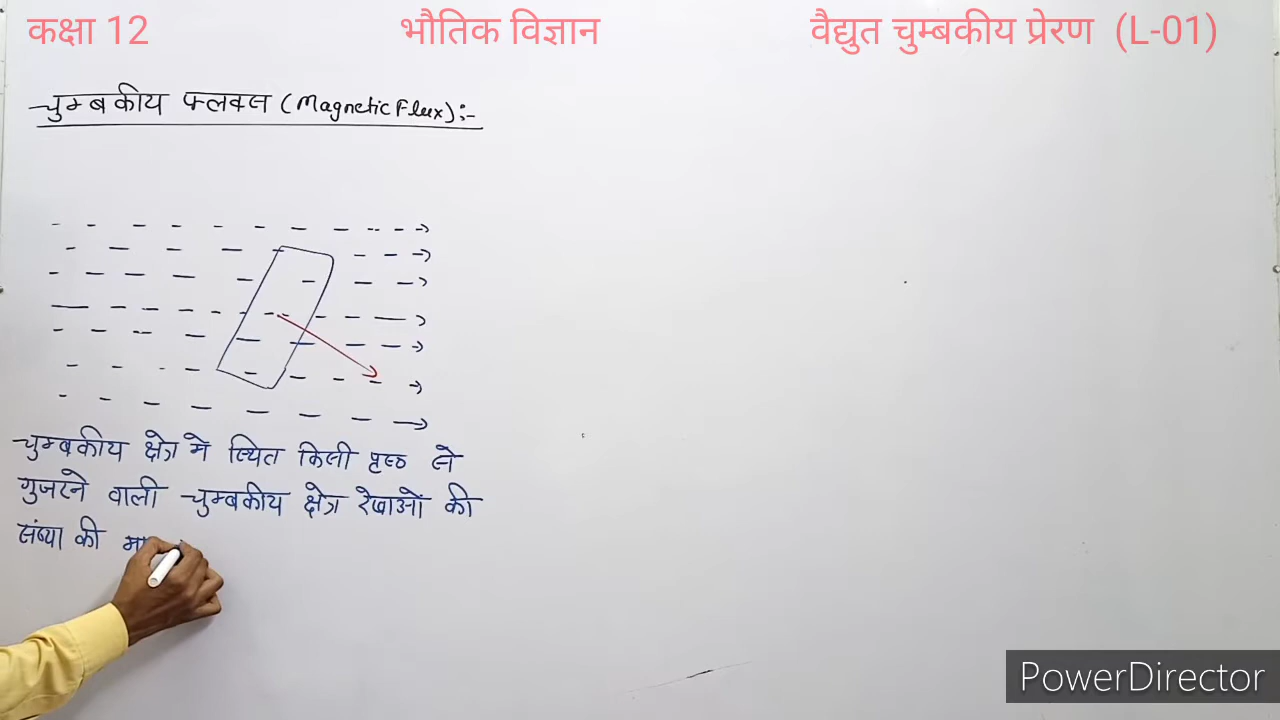 कक्षा 12 भौतिक विज्ञान वैद्युत चुम्बकीय प्रेरण (L-01)
चुम्बकीय फ्लक्स (Magnetic Flux):-
चुम्बकीय क्षेत्र मे स्थित किसी पृष्ठ से
गुजरने वाली चुम्बकीय क्षेत्र रेखाओं की
संख्या की
PowerDirector